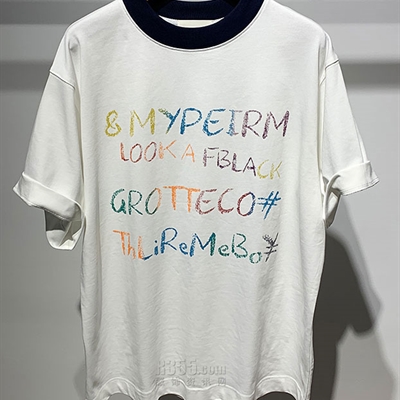 &MYPEIRM
LOOK A FBLACK
GROTTECO#
ThLiReMeBo